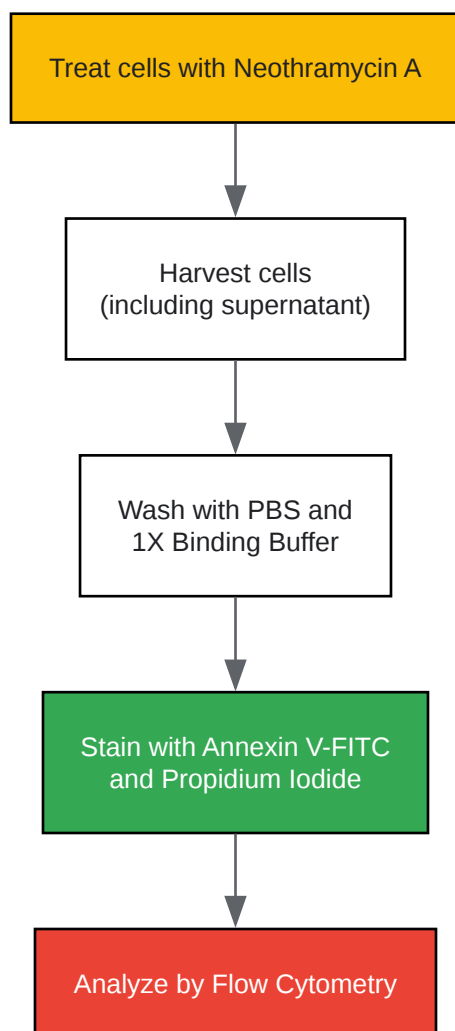 Treat cells with Neothramycin A
Harvest cells
(including supernatant)
Wash with PBS and
1X Binding Buffer
Stain with Annexin V-FITC
and Propidium Iodide
Analyze by Flow Cytometry